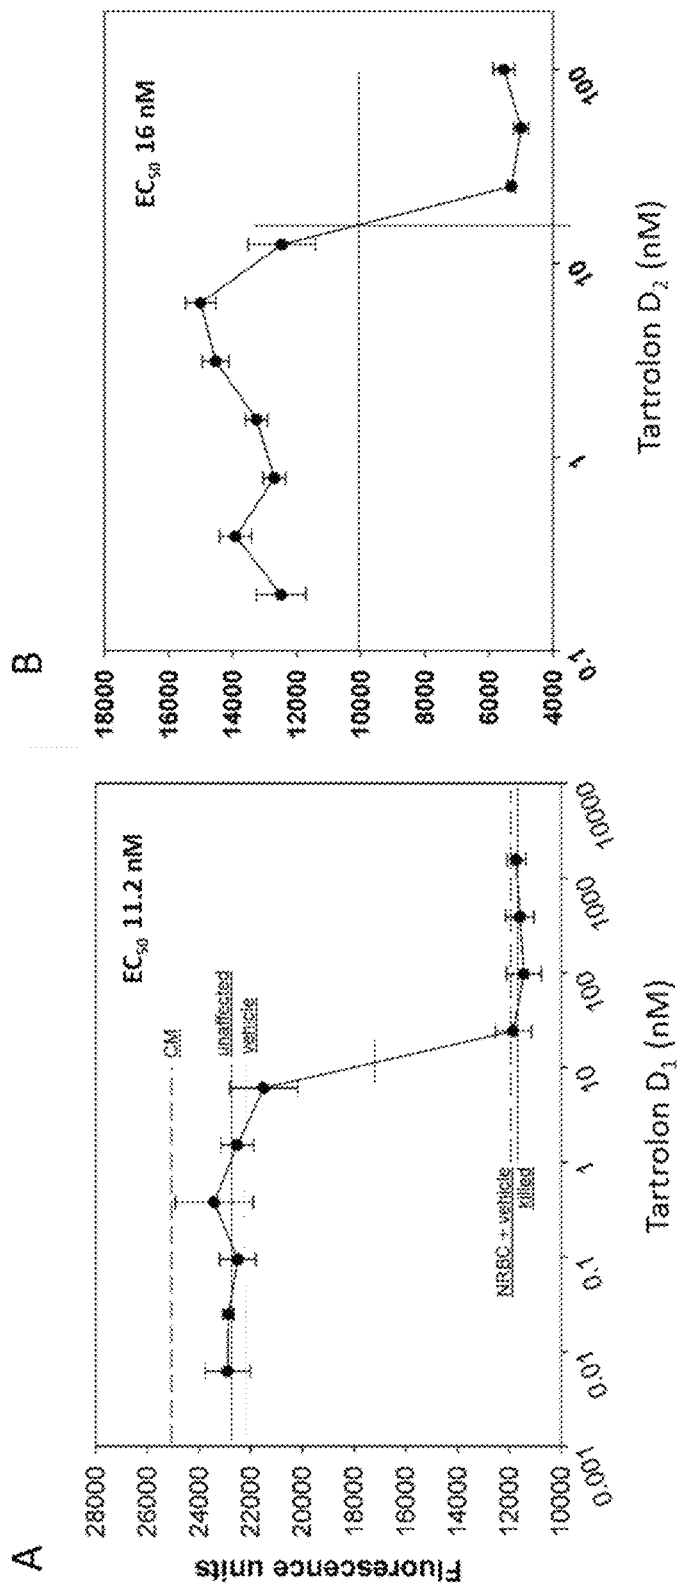 A
Fluorescence units
28000
26000
24000
22000
20000
18000
16000
14000
12000
10000
EC50 11.2 nM
CM
unaffected
vehicle
NRBC + vehicle
killed
0.001
0.01
0.1
1
10
100
1000
10000
Tartrolon D3 (nM)
B
18000
16000
14000
12000
10000
8000
6000
4000
EC50 16 nM
0.1
1
10
100
Tartrolon D2 (nM)